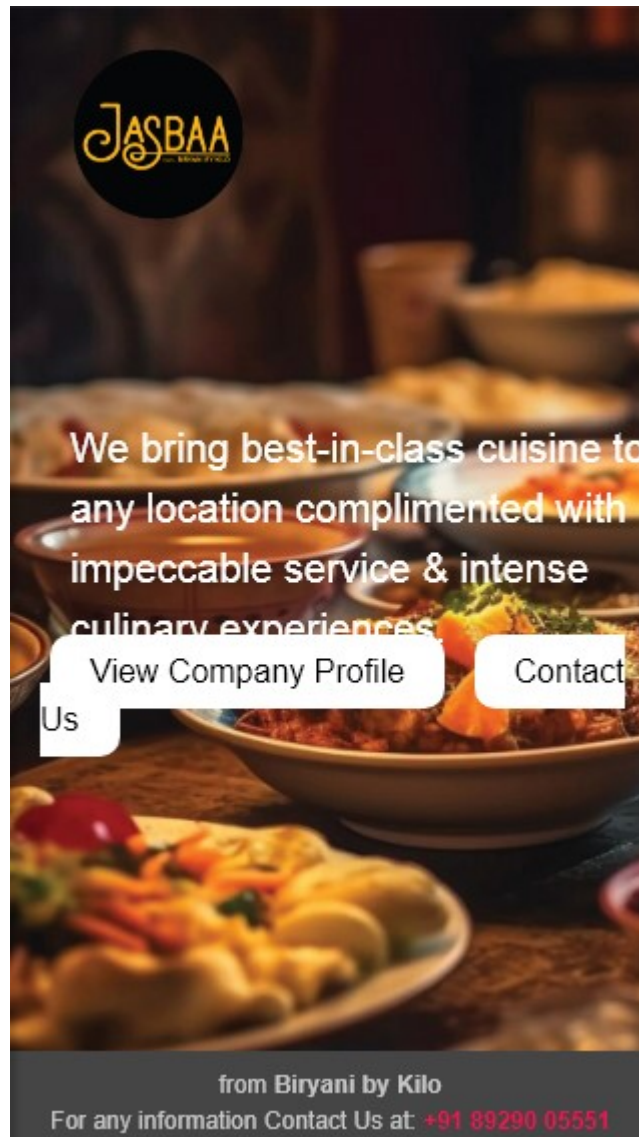 JASBAA
We bring best-in-class cuisine to
any location complimented with
impeccable service & intense
culinary experiences.
View Company Profile
Contact
Us
from Biryani by Kilo
For any information Contact Us at: +91 89290 05551